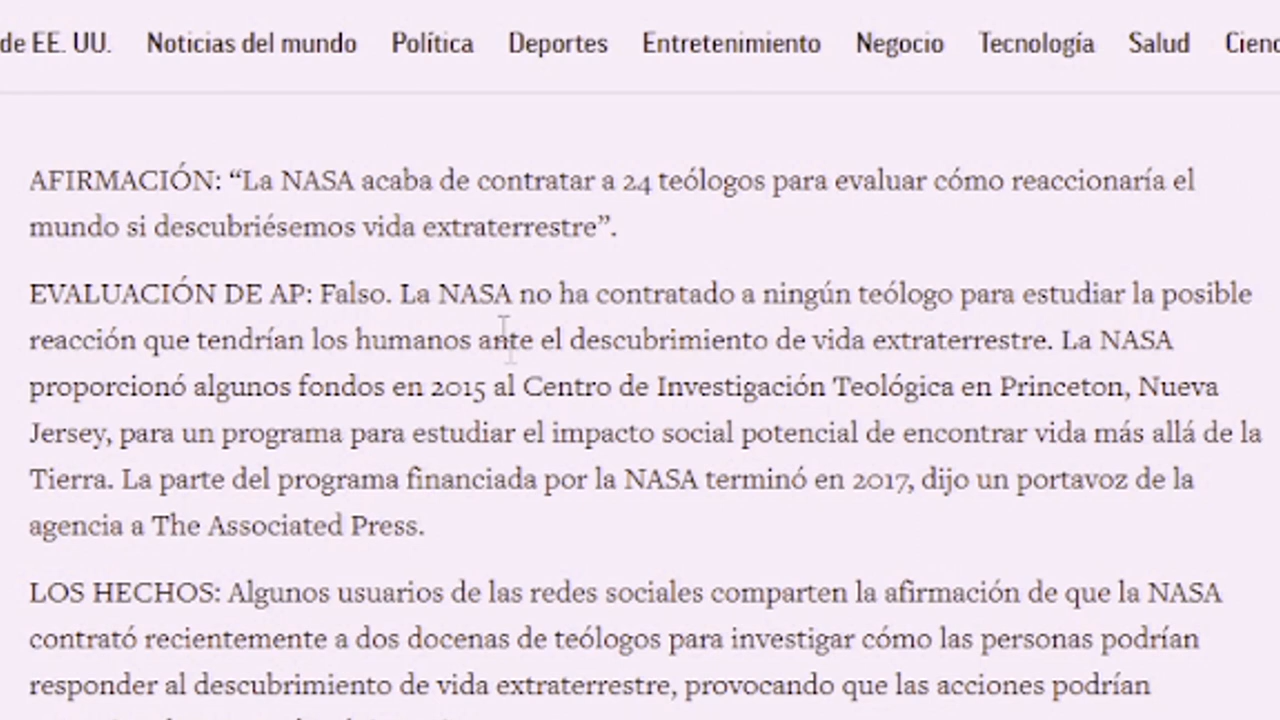 de EE. UU. Noticias del mundo Política Deportes Entretenimiento Negocio Tecnología Salud
AFIRMACIÓN: “La NASA acaba de contratar a 24 teólogos para evaluar cómo reaccionaría el
mundo si descubriésemos vida extraterrestre”.
EVALUACIÓN DE AP: Falso. La NASA no ha contratado a ningún teólogo para estudiar la posible
reacción que tendrían los humanos ante el descubrimiento de vida extraterrestre. La NASA
proporcionó algunos fondos en 2015 al Centro de Investigación Teológica en Princeton, Nueva
Jersey, para un programa para estudiar el impacto social potencial de encontrar vida más allá de la
Tierra. La parte del programa financiada por la NASA terminó en 2017, dijo un portavoz de la
agencia a The Associated Press.
LOS HECHOS: Algunos usuarios de las redes sociales comparten la afirmación de que la NASA
contrató recientemente a dos docenas de teólogos para investigar cómo las personas podrían
responder al descubrimiento de vida extraterrestre, provocando que las acciones podrían